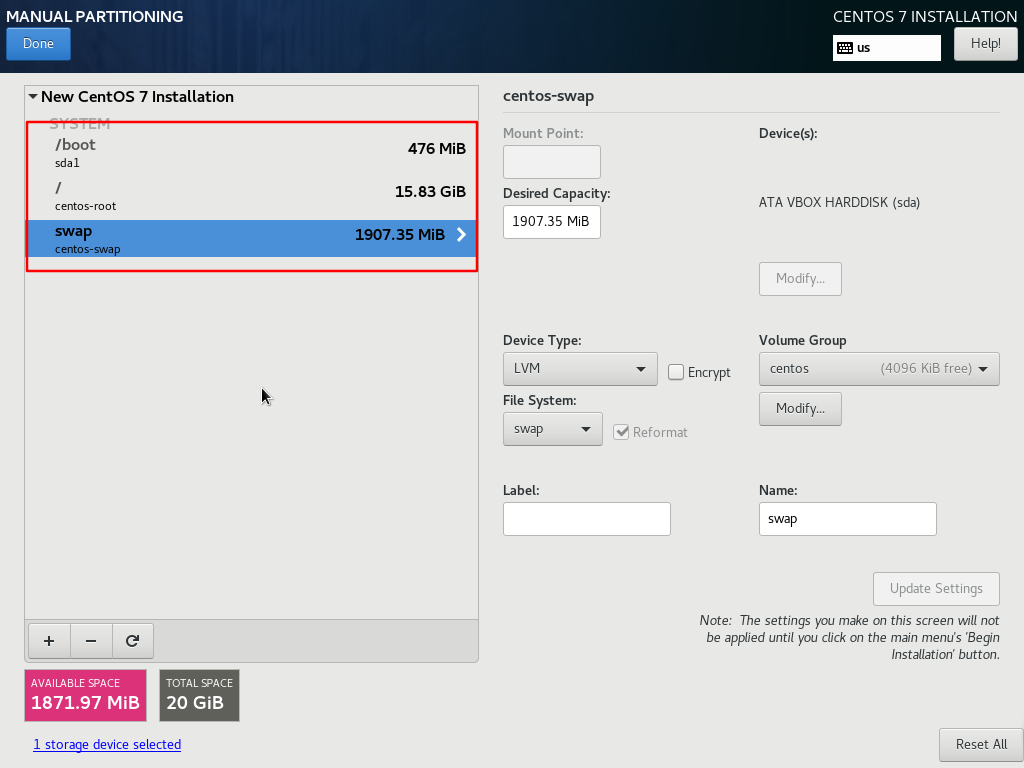 MANUAL PARTITIONING
CENTOS 7 INSTALLATION
Done
us
Help!
New CentOS 7 Installation
SYSTEM
/boot
476 MiB
sda1
/
15.83 GiB
centos-root
swap
1907.35 MiB
centos-swap
+
−
AVAILABLE SPACE
1871.97 MiB
TOTAL SPACE
20 GiB
1 storage device selected
centos-swap
Mount Point:
Device(s):
Desired Capacity:
1907.35 MiB
ATA VBOX HARDDISK (sda)
Modify...
Device Type:
Volume Group
LVM
Encrypt
centos (4096 KiB free)
File System:
Modify...
swap
Reformat
Label:
Name:
swap
Update Settings
Note: The settings you make on this screen will not
be applied until you click on the main menu's 'Begin
Installation' button.
Reset All